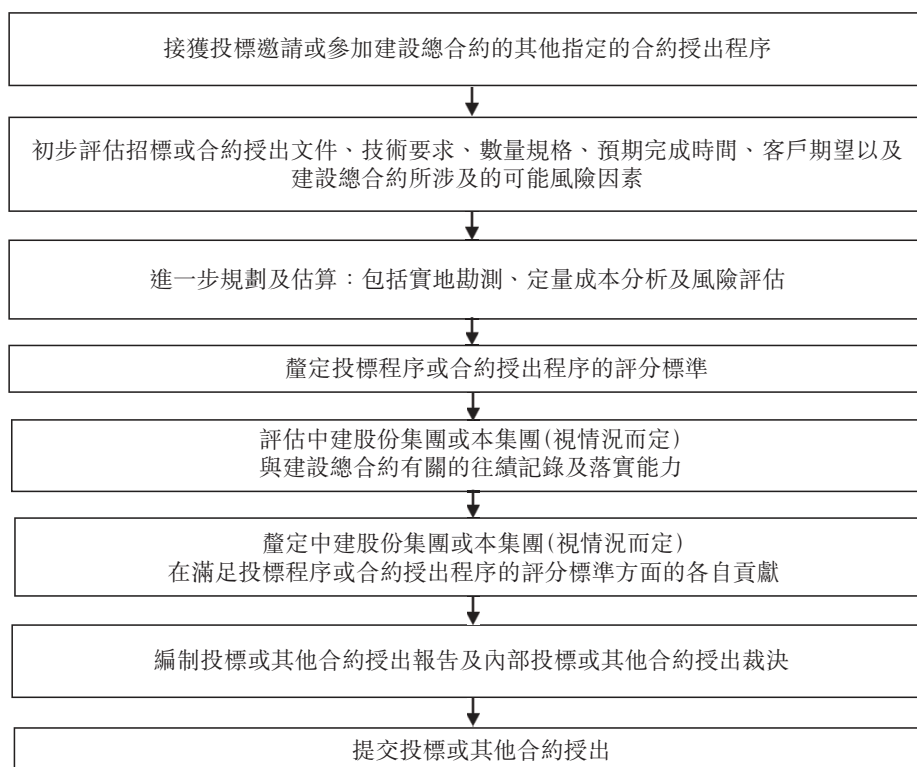 接獲投標邀請或參加建設總合約的其他指定的合約授出程序
初步評估招標或合約授出文件、技術要求、數量規格、預期完成時間、客戶期望以及
建設總合約所涉及的可能風險因素
進一步規劃及估算：包括實地勘測、定量成本分析及風險評估
釐定投標程序或合約授出程序的評分標準
評估中建股份集團或本集團(視情況而定)
與建設總合約有關的往績記錄及落實能力
釐定中建股份集團或本集團(視情況而定)
在滿足投標程序或合約授出程序的評分標準方面的各自貢獻
編制投標或其他合約授出報告及內部投標或其他合約授出裁決
提交投標或其他合約授出